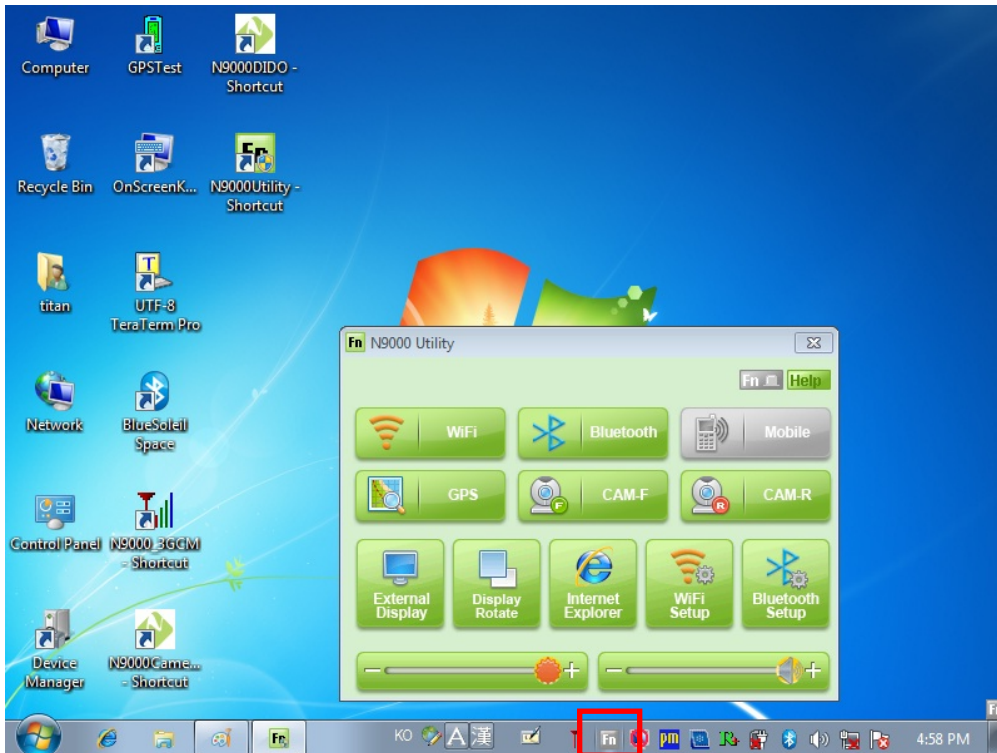 Computer
GPSTest
N9000DIDO -
Shortcut
Recycle Bin
OnScreenK...
Fn
N9000Utility -
Shortcut
titan
T
UTF-8
TeraTerm Pro
Network
BlueSoleil
Space
Control Panel
N9000_3GCM
- Shortcut
Device
Manager
N9000Came...
- Shortcut
Fn N9000 Utility
Fn Help
WiFi
Bluetooth
Mobile
GPS
F CAM-F
R CAM-R
External
Display
Display
Rotate
Internet
Explorer
WiFi
Setup
Bluetooth
Setup
Fn
KO A 漢 Fn pm 4:58 PM